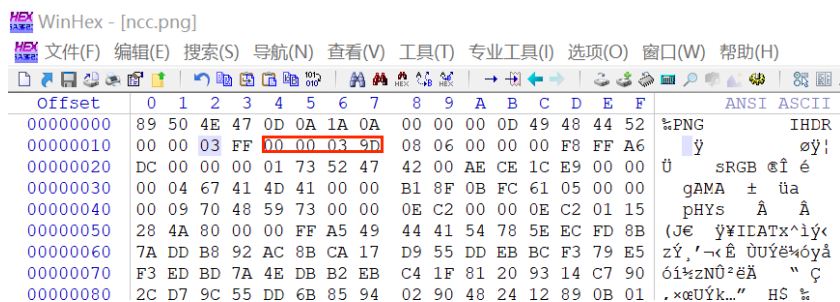 WinHex - [ncc.png]
文件(F) 编辑(E) 搜索(S) 导航(N) 查看(V) 工具(T) 专业工具(I) 选项(O) 窗口(W) 帮助(H)
Offset 0 1 2 3 4 5 6 7 8 9 A B C D E F ANSI ASCII
00000000 89 50 4E 47 0D 0A 1A 0A 00 00 00 0D 49 48 44 52 ‰PNG IHDR
00000010 00 00 03 FF 00 00 03 9D 08 06 00 00 00 F8 FF A6 ÿ øÿ¦
00000020 DC 00 00 00 01 73 52 47 42 00 AE CE 1C E9 00 00 Ü sRGB ®Î é
00000030 00 04 67 41 4D 41 00 00 B1 8F 0B FC 61 05 00 00 gAMA ± üa
00000040 00 09 70 48 59 73 00 00 0E C2 00 00 0E C2 01 15 pHYs Â Â
00000050 28 4A 80 00 00 FF A5 49 44 41 54 78 5E EC FD 8B (J€ ÿ¥IDATx^ìý‹
00000060 7A DD B8 92 AC 8B CA 17 D9 55 DD EB BC F3 79 E5 zÝ¸’¬‹Ê ÙUÝë¼óyå
00000070 F3 ED BD 7A 4E DB B2 EB C4 1F 81 20 93 14 C7 90 óí½zNÛ²ëÄ “ Ç
00000080 2C D7 9C 55 DD 6B 85 94 02 90 48 24 12 89 0B 01 ,×œUÝk…” H$ ‰